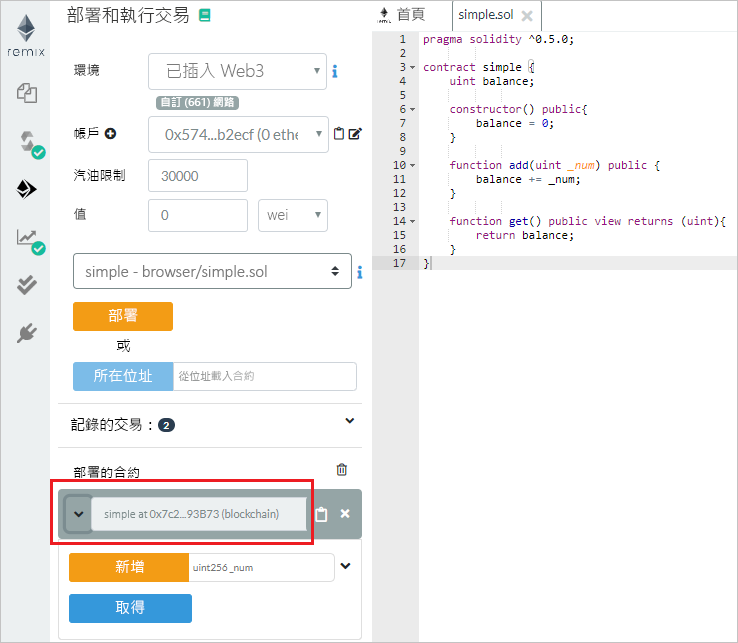 remix
部署和執行交易
環境
已插入 Web3
自訂 (661) 網路
帳戶
0x574...b2ecf (0 ethe
汽油限制
30000
值
0
wei
simple - browser/simple.sol
部署
或
所在位址
從位址載入合約
記錄的交易：2
部署的合約
simple at 0x7c2...93B73 (blockchain)
新增
uint256 _num
取得
首頁
simple.sol
1 pragma solidity ^0.5.0;
2
3 contract simple {
4 uint balance;
5
6 constructor() public{
7 balance = 0;
8 }
9
10 function add(uint _num) public {
11 balance += _num;
12 }
13
14 function get() public view returns (uint){
15 return balance;
16 }
17 }